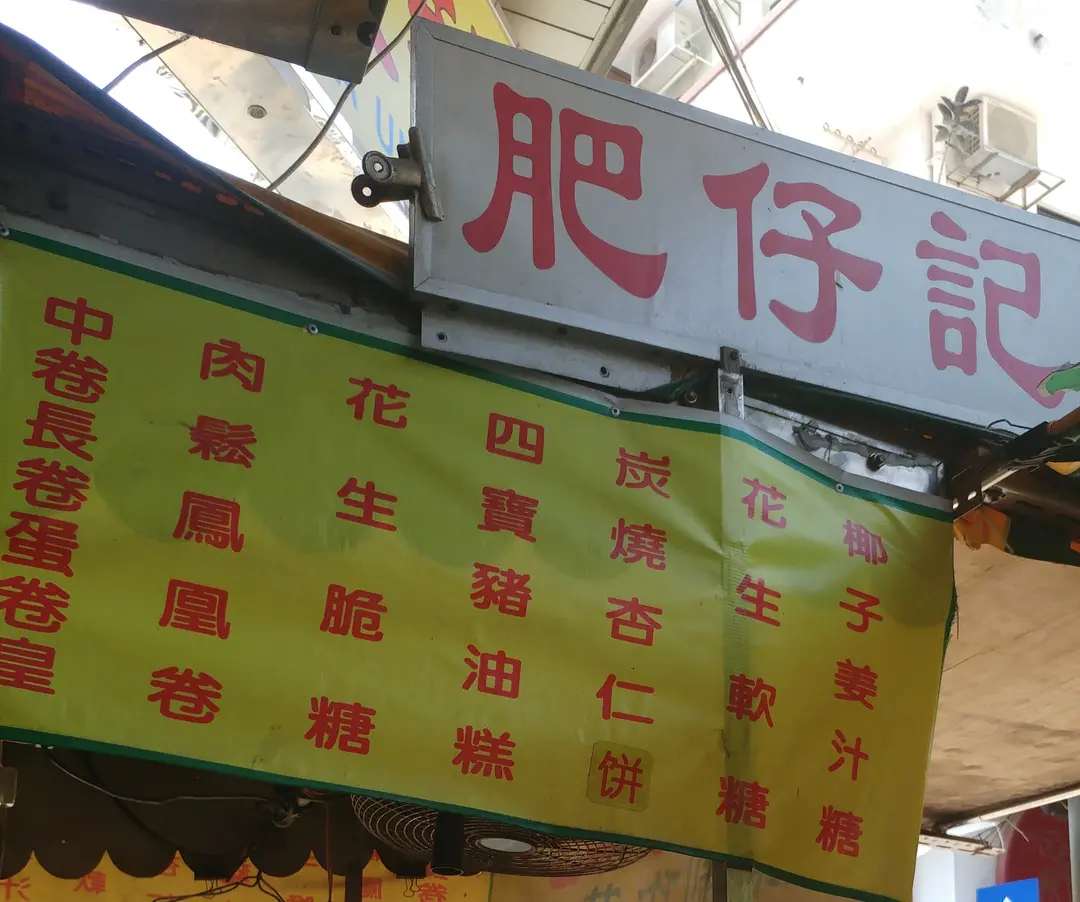 肥仔記
椰子姜汁糖
花生軟糖
炭燒杏仁饼
四寶豬油糕
花生脆糖
肉鬆鳳凰卷
中卷長卷蛋卷皇